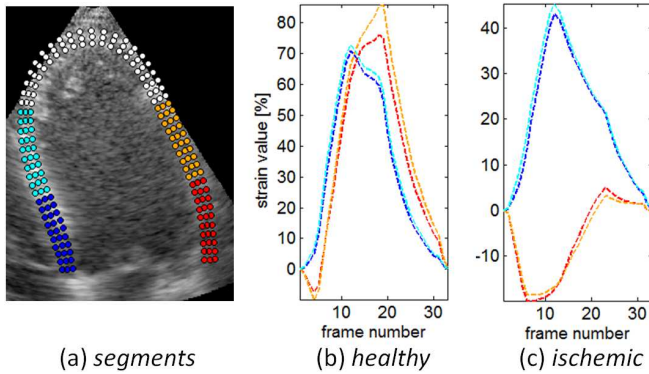 80
70
60
50
40
30
20
10
0
strain value [%]
10 20 30
frame number
40
30
20
10
0
-10
10 20 30
frame number
(a) segments
(b) healthy
(c) ischemic